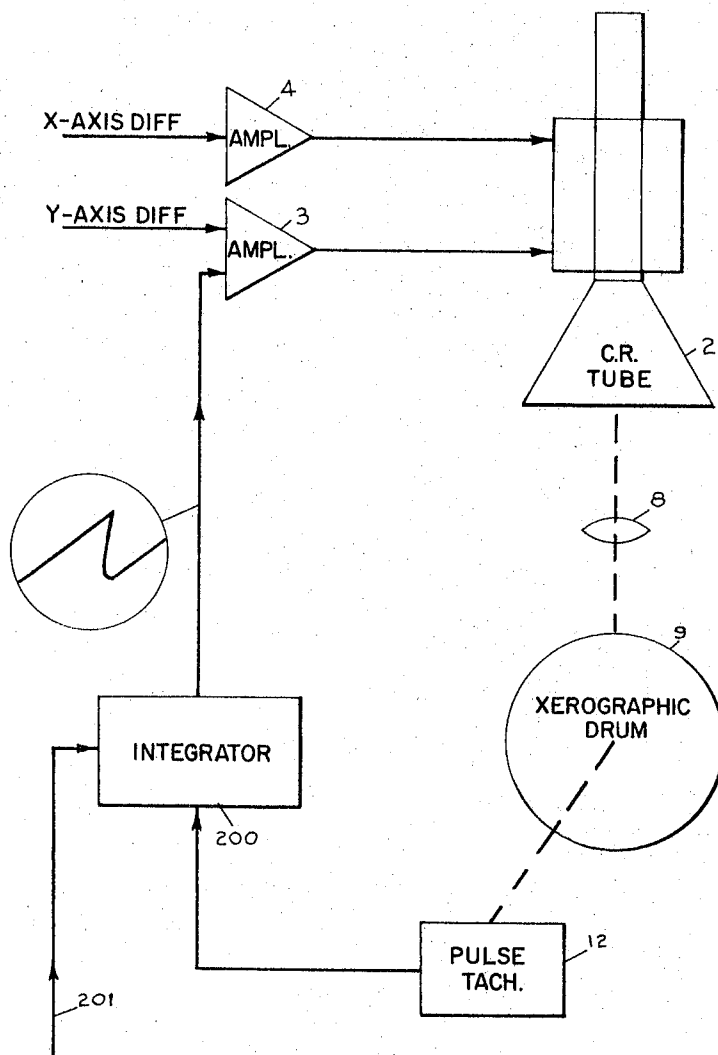 4
X-AXIS DIFF
AMPL.
Y-AXIS DIFF
3
AMPL.
C.R.
TUBE
2
8
9
XEROGRAPHIC
DRUM
INTEGRATOR
200
PULSE
TACH.
12
201